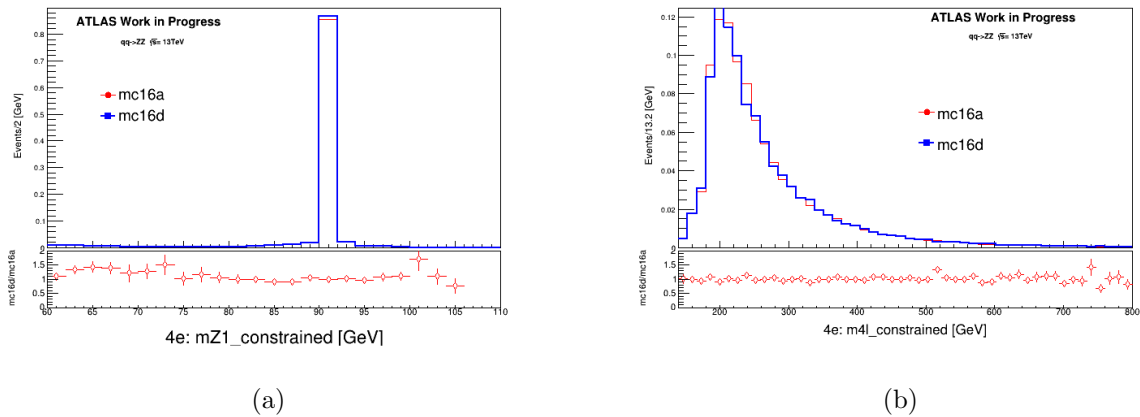 ATLAS Work in Progress
qq->ZZ √s= 13TeV
mc16a
mc16d
Events/2 [GeV]
0.8
0.7
0.6
0.5
0.4
0.3
0.2
0.1
0
mc16d/mc16a
2
1.5
1
0.5
0
60 65 70 75 80 85 90 95 100 105 110
4e: mZ1_constrained [GeV]
(a)
ATLAS Work in Progress
qq->ZZ √s= 13TeV
mc16a
mc16d
Events/13.2 [GeV]
0.12
0.1
0.08
0.06
0.04
0.02
0
mc16d/mc16a
2
1.5
1
0.5
0
200 300 400 500 600 700 800
4e: m4l_constrained [GeV]
(b)